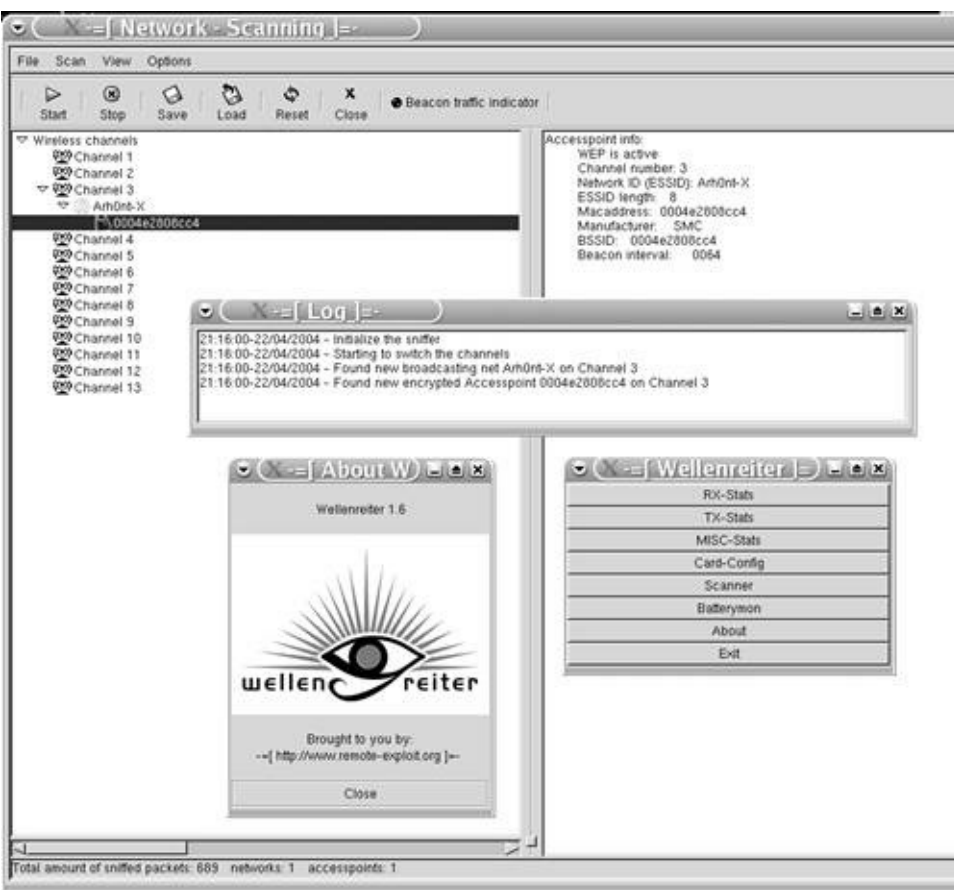 X -=[ Network - Scanning ]=-
File Scan View Options
Start Stop Save Load Reset Close Beacon traffic indicator
Wireless channels
Channel 1
Channel 2
Channel 3
Arh0nt-X
0004e2808cc4
Channel 4
Channel 5
Channel 6
Channel 7
Channel 8
Channel 9
Channel 10
Channel 11
Channel 12
Channel 13
Accesspoint info:
WEP is active
Channel number: 3
Network ID (ESSID): Arh0nt-X
ESSID length: 8
Macaddress: 0004e2808cc4
Manufacturer: SMC
BSSID: 0004e2808cc4
Beacon interval: 0064
X -=[ Log ]=-
21:16:00-22/04/2004 - Initialize the sniffer
21:16:00-22/04/2004 - Starting to switch the channels
21:16:00-22/04/2004 - Found new broadcasting net Arh0nt-X on Channel 3
21:16:00-22/04/2004 - Found new encrypted Accesspoint 0004e2808cc4 on Channel 3
X -=[ About W
Wellenreiter 1.6
wellenreiter
Brought to you by:
-=[ http://www.remote-exploit.org ]=-
Close
X -=[ Wellenreiter ]=
RX-Stats
TX-Stats
MISC-Stats
Card-Config
Scanner
Batterymon
About
Exit
Total amount of sniffed packets: 689 networks: 1 accesspoints: 1